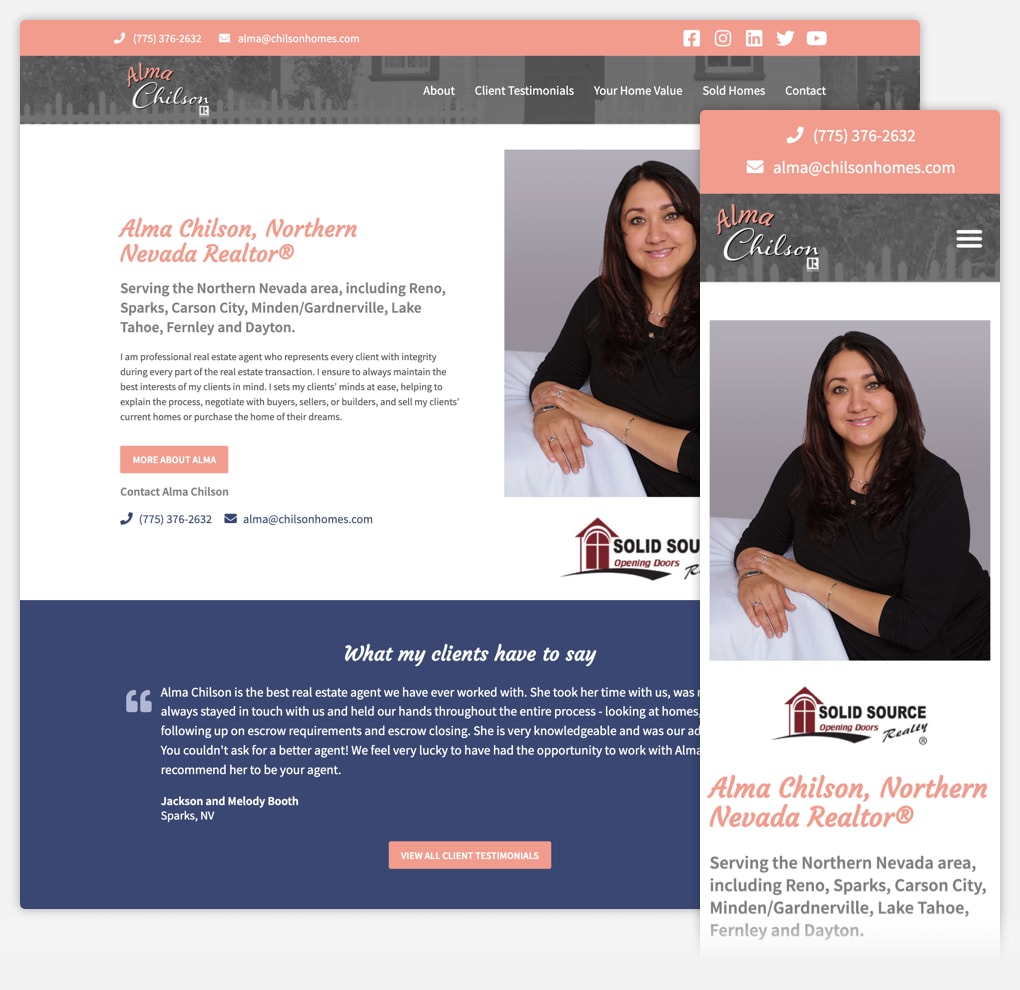 (775) 376-2632 alma@chilsonhomes.com
Alma
Chilson
R
About Client Testimonials Your Home Value Sold Homes Contact
Alma Chilson, Northern
Nevada Realtor®
Serving the Northern Nevada area, including Reno,
Sparks, Carson City, Minden/Gardnerville, Lake
Tahoe, Fernley and Dayton.
I am professional real estate agent who represents every client with integrity
during every part of the real estate transaction. I ensure to always maintain the
best interests of my clients in mind. I sets my clients' minds at ease, helping to
explain the process, negotiate with buyers, sellers, or builders, and sell my clients'
current homes or purchase the home of their dreams.
MORE ABOUT ALMA
Contact Alma Chilson
(775) 376-2632 alma@chilsonhomes.com
SOLID SOU
Opening Doors
What my clients have to say
Alma Chilson is the best real estate agent we have ever worked with. She took her time with us, was
always stayed in touch with us and held our hands throughout the entire process - looking at homes,
following up on escrow requirements and escrow closing. She is very knowledgeable and was our
You couldn't ask for a better agent! We feel very lucky to have had the opportunity to work with Alma
recommend her to be your agent.
Jackson and Melody Booth
Sparks, NV
VIEW ALL CLIENT TESTIMONIALS
(775) 376-2632
alma@chilsonhomes.com
Alma
Chilson
R
SOLID SOURCE
Opening Doors Realty
®
Alma Chilson, Northern
Nevada Realtor®
Serving the Northern Nevada area,
including Reno, Sparks, Carson City,
Minden/Gardnerville, Lake Tahoe,
Fernley and Dayton.